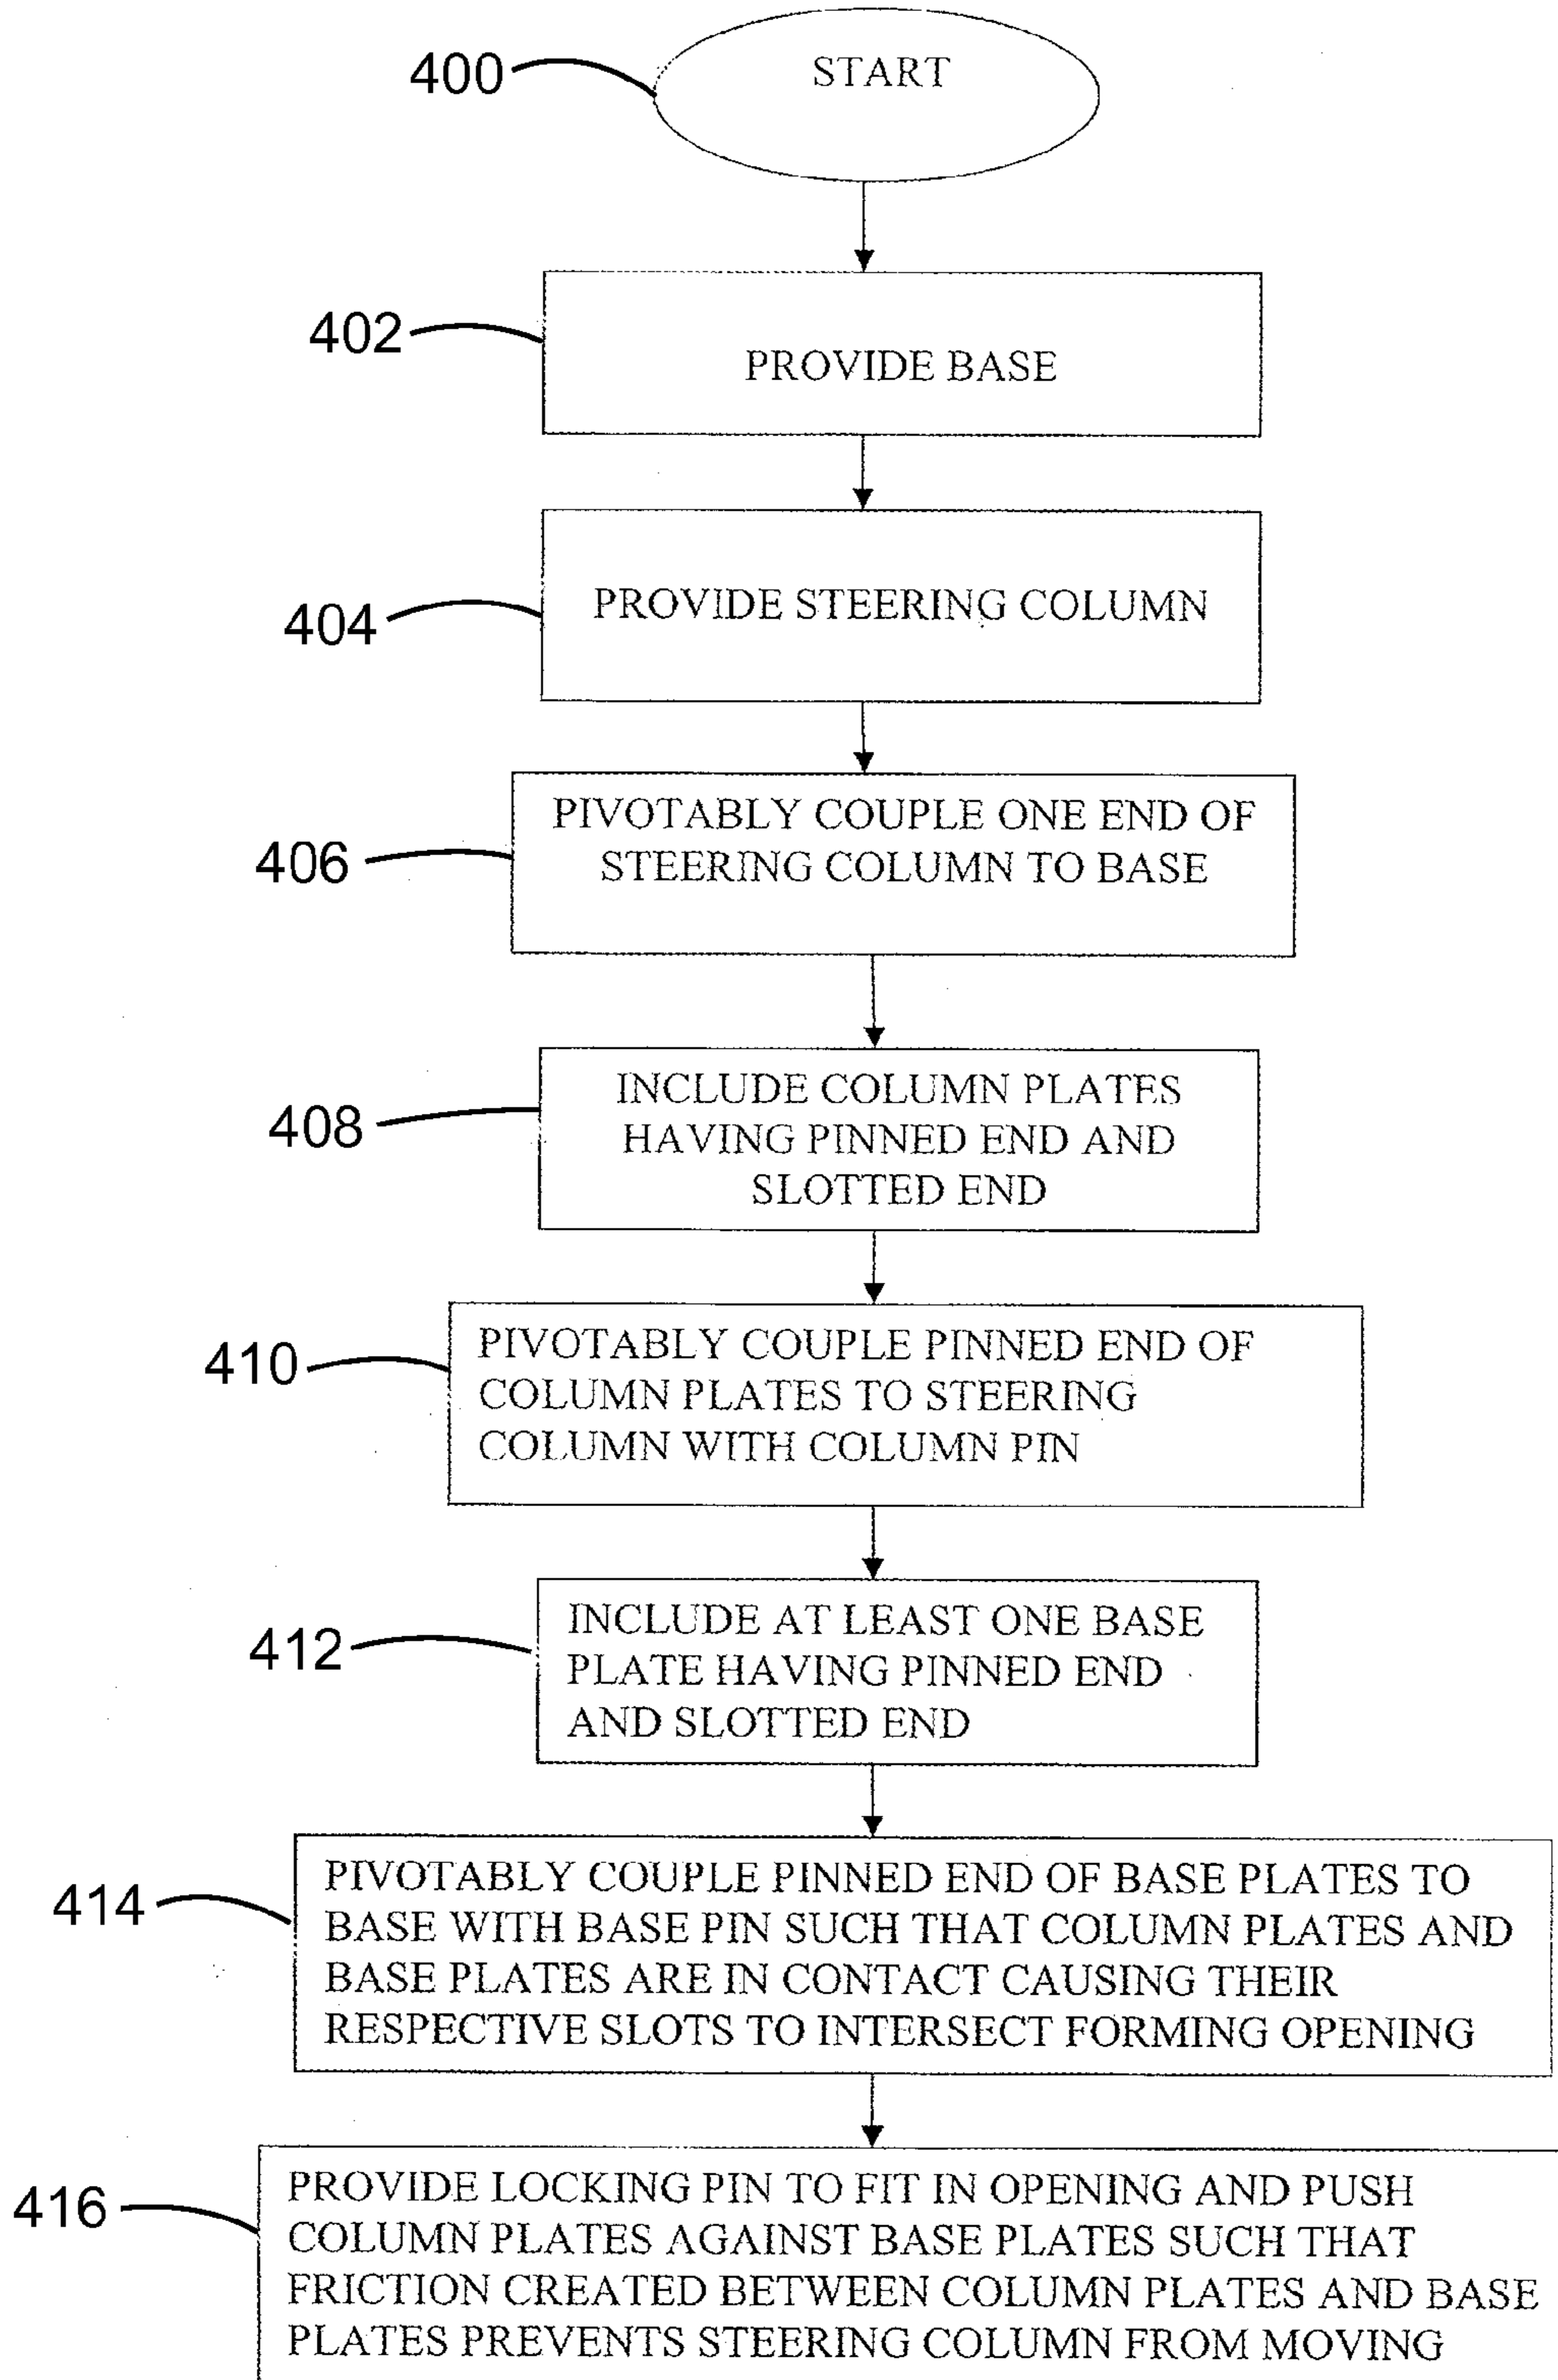 400
START
402
PROVIDE BASE
404
PROVIDE STEERING COLUMN
406
PIVOTABLY COUPLE ONE END OF
STEERING COLUMN TO BASE
408
INCLUDE COLUMN PLATES
HAVING PINNED END AND
SLOTTED END
410
PIVOTABLY COUPLE PINNED END OF
COLUMN PLATES TO STEERING
COLUMN WITH COLUMN PIN
412
INCLUDE AT LEAST ONE BASE
PLATE HAVING PINNED END
AND SLOTTED END
414
PIVOTABLY COUPLE PINNED END OF BASE PLATES TO
BASE WITH BASE PIN SUCH THAT COLUMN PLATES AND
BASE PLATES ARE IN CONTACT CAUSING THEIR
RESPECTIVE SLOTS TO INTERSECT FORMING OPENING
416
PROVIDE LOCKING PIN TO FIT IN OPENING AND PUSH
COLUMN PLATES AGAINST BASE PLATES SUCH THAT
FRICTION CREATED BETWEEN COLUMN PLATES AND BASE
PLATES PREVENTS STEERING COLUMN FROM MOVING